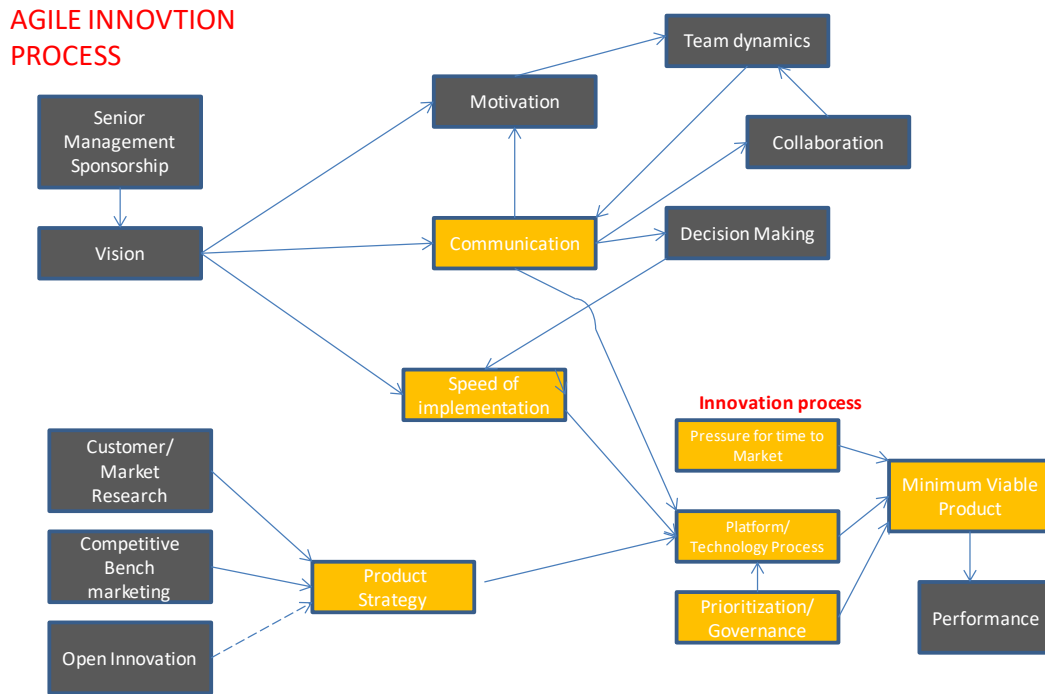 AGILE INNOVTION
PROCESS
Team dynamics
Motivation
Senior
Management
Sponsorship
Collaboration
Vision
Communication
Decision Making
Speed of
implementation
Innovation process
Pressure for time to
Market
Customer/
Market
Research
Minimum Viable
Product
Platform/
Technology Process
Competitive
Bench
marketing
Product
Strategy
Prioritization/
Governance
Performance
Open Innovation